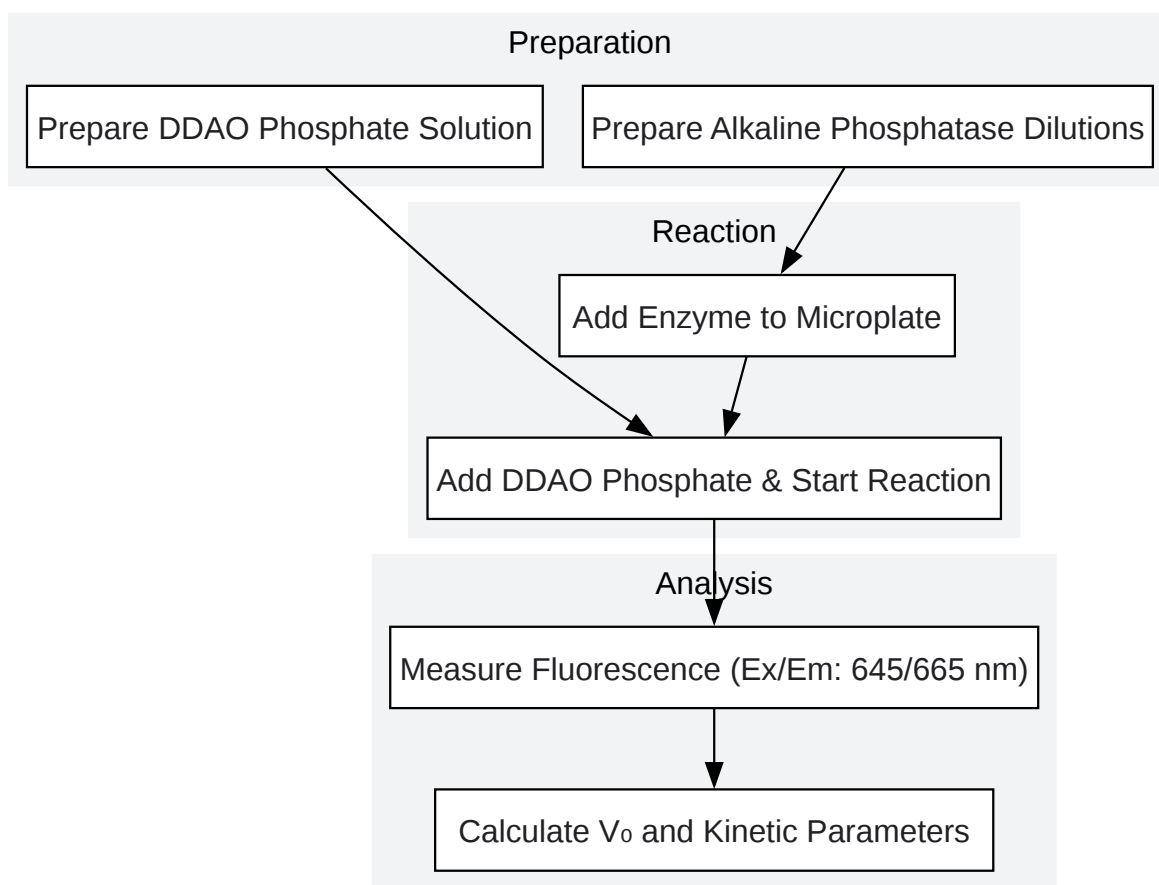 Preparation
Prepare DDAO Phosphate Solution
Prepare Alkaline Phosphatase Dilutions
Reaction
Add Enzyme to Microplate
Add DDAO Phosphate & Start Reaction
Analysis
Measure Fluorescence (Ex/Em: 645/665 nm)
Calculate V₀ and Kinetic Parameters